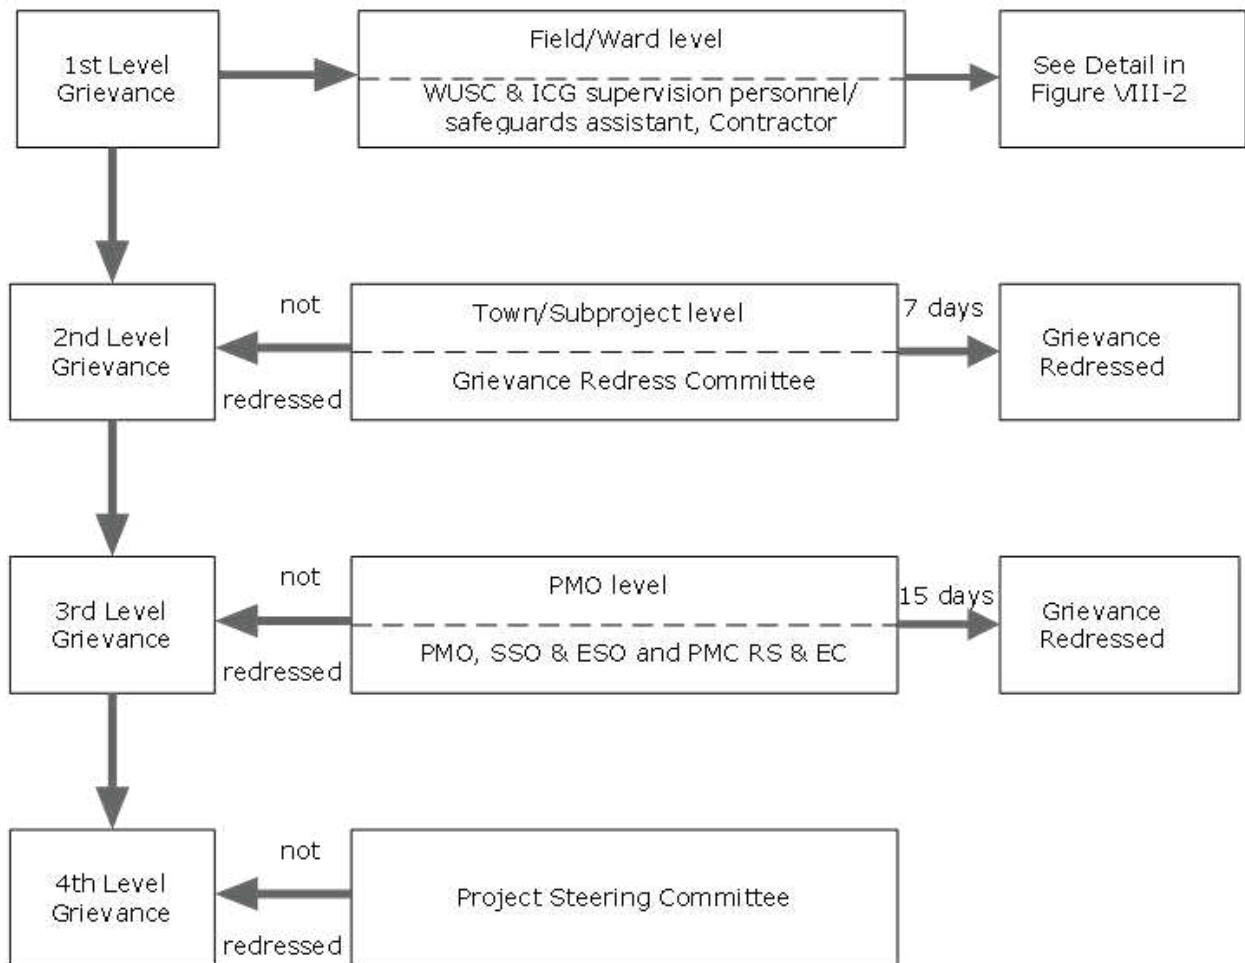 1st Level
Grievance
Field/Ward level
WUSC & ICG supervision personnel/
safeguards assistant, Contractor
See Detail in
Figure VIII-2
2nd Level
Grievance
not
redressed
Town/Subproject level
Grievance Redress Committee
7 days
Grievance
Redressed
3rd Level
Grievance
not
redressed
PMO level
PMO, SSO & ESO and PMC RS & EC
15 days
Grievance
Redressed
4th Level
Grievance
not
redressed
Project Steering Committee